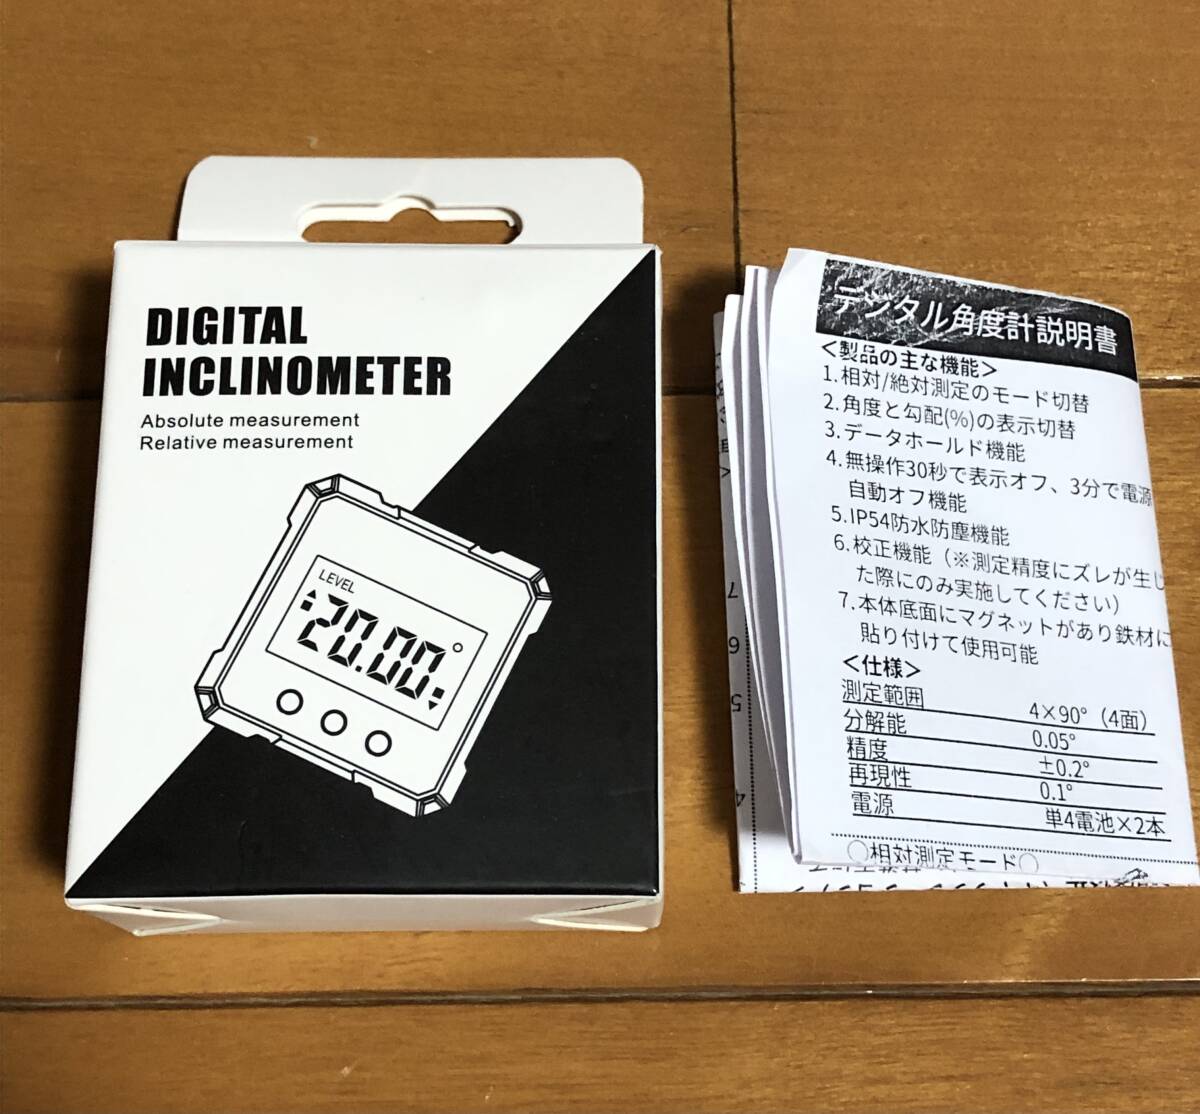 DIGITAL
INCLINOMETER
Absolute measurement
Relative measurement
LEVEL
20.00°
デジタル角度計説明書
<製品の主な機能>
1.相対/絶対測定のモード切替
2.角度と勾配(%)の表示切替
3.データホールド機能
4.無操作30秒で表示オフ、3分で電源
自動オフ機能
5.IP54防水防塵機能
6.校正機能（※測定精度にズレが生じ
た際にのみ実施してください）
7.本体底面にマグネットがあり鉄材に
貼り付けて使用可能
<仕様>
測定範囲 4×90°（4面）
分解能 0.05°
精度 ±0.2°
再現性 0.1°
電源 単4電池×2本
○相対測定モード○
7
6
5
4